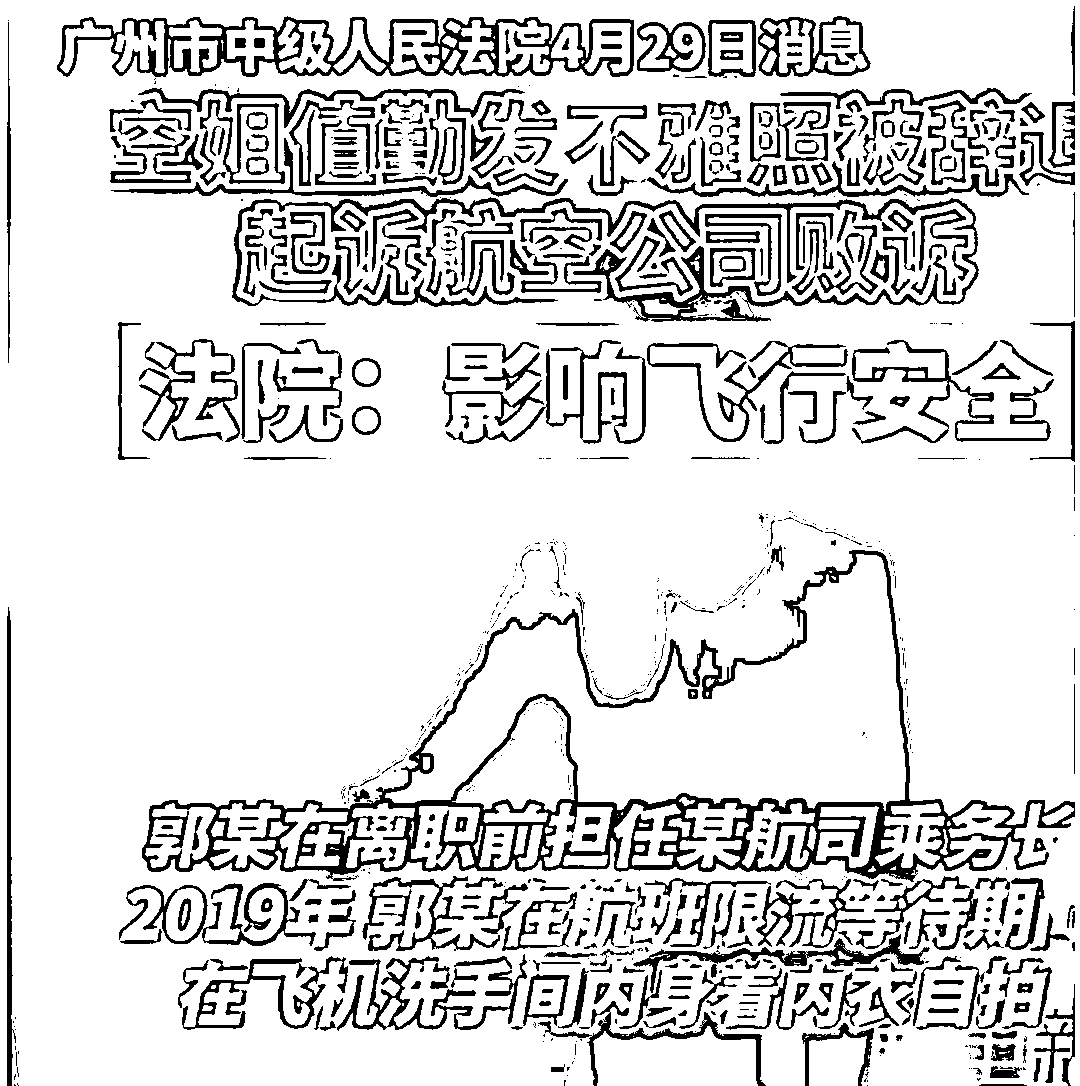 广州市中级人民法院4月29日消息
空姐值勤发不雅照被辞退
起诉航空公司败诉
法院：影响飞行安全
郭某在离职前担任某航司乘务长
2019年 郭某在航班限流等待期
在飞机洗手间内身着内衣自拍